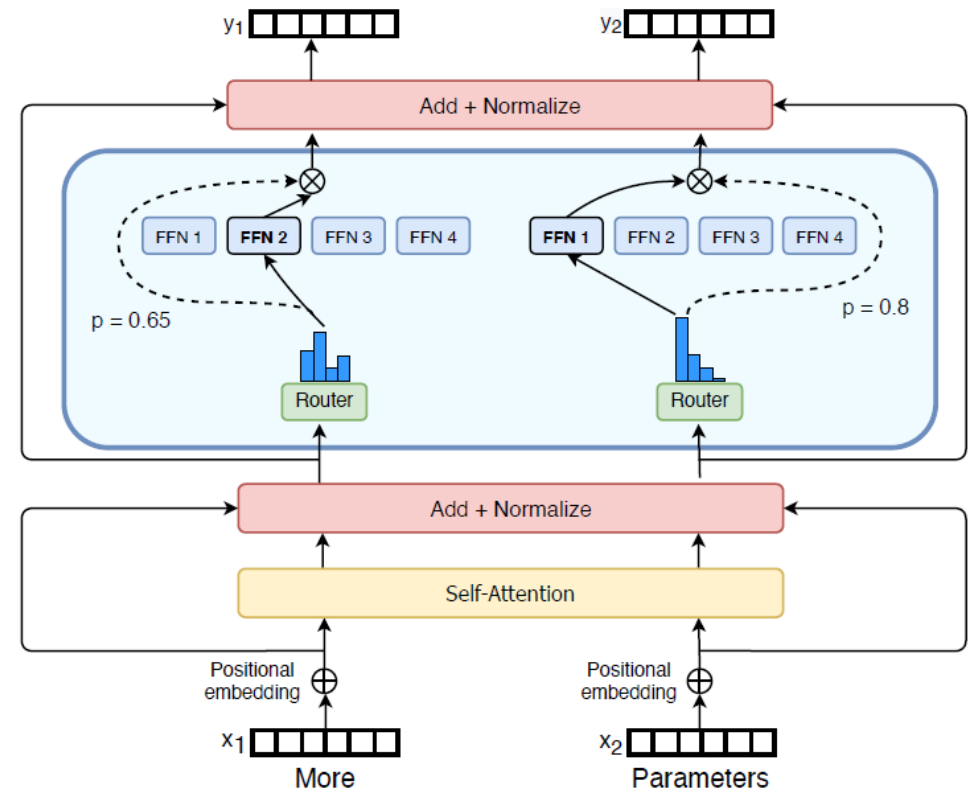 y1 y2
Add + Normalize
FFN 1 FFN 2 FFN 3 FFN 4 FFN 1 FFN 2 FFN 3 FFN 4
p = 0.65 p = 0.8
Router Router
Add + Normalize
Self-Attention
Positional embedding Positional embedding
x1 x2
More Parameters